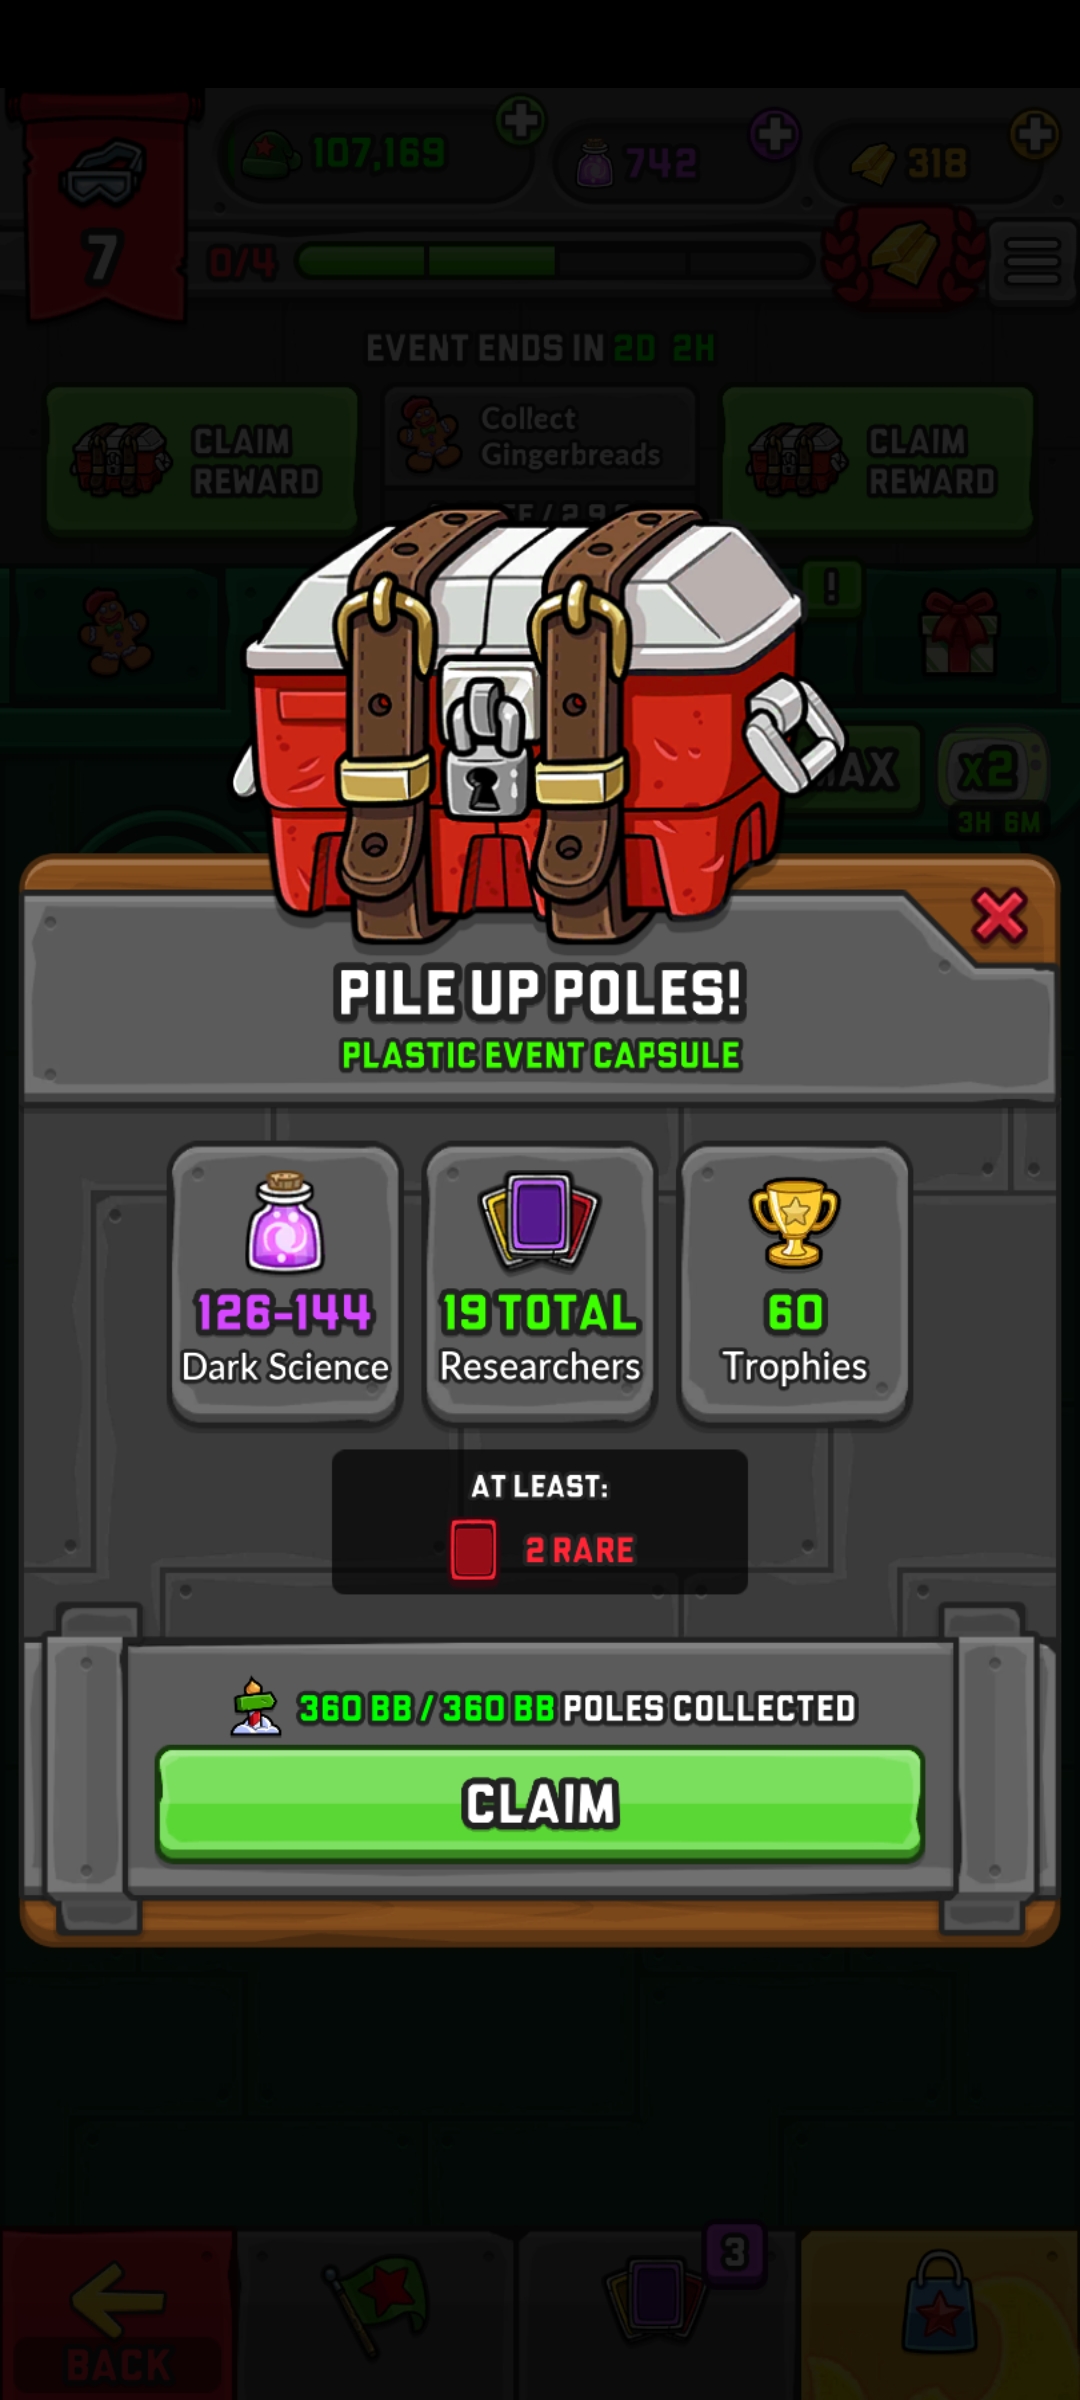 107,169
742
318
7
0/4
EVENT ENDS IN 2D 2H
CLAIM
REWARD
Collect
Gingerbreads
CLAIM
REWARD
!
x2
3H 6M
PILE UP POLES!
PLASTIC EVENT CAPSULE
126-144
Dark Science
19 TOTAL
Researchers
60
Trophies
AT LEAST:
2 RARE
360 BB / 360 BB POLES COLLECTED
CLAIM
3
BACK